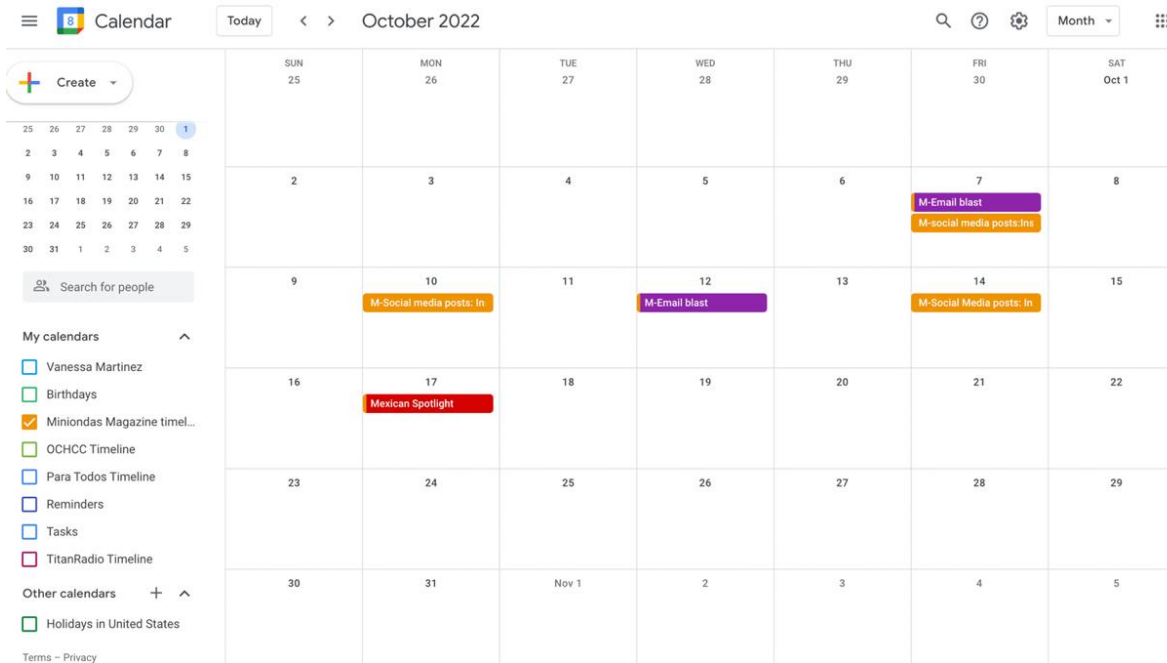 8 Calendar Today October 2022 Month
Create
25 26 27 28 29 30 1
2 3 4 5 6 7 8
9 10 11 12 13 14 15
16 17 18 19 20 21 22
23 24 25 26 27 28 29
30 31 1 2 3 4 5
Search for people
My calendars
Vanessa Martinez
Birthdays
Miniondas Magazine timel...
OCHCC Timeline
Para Todos Timeline
Reminders
Tasks
TitanRadio Timeline
Other calendars
Holidays in United States
Terms – Privacy
SUN MON TUE WED THU FRI SAT
25 26 27 28 29 30 Oct 1
2 3 4 5 6 7 8
M-Email blast
M-social media posts:Ins
9 10 11 12 13 14 15
M-Social media posts: In M-Email blast M-Social Media posts: In
16 17 18 19 20 21 22
Mexican Spotlight
23 24 25 26 27 28 29
30 31 Nov 1 2 3 4 5